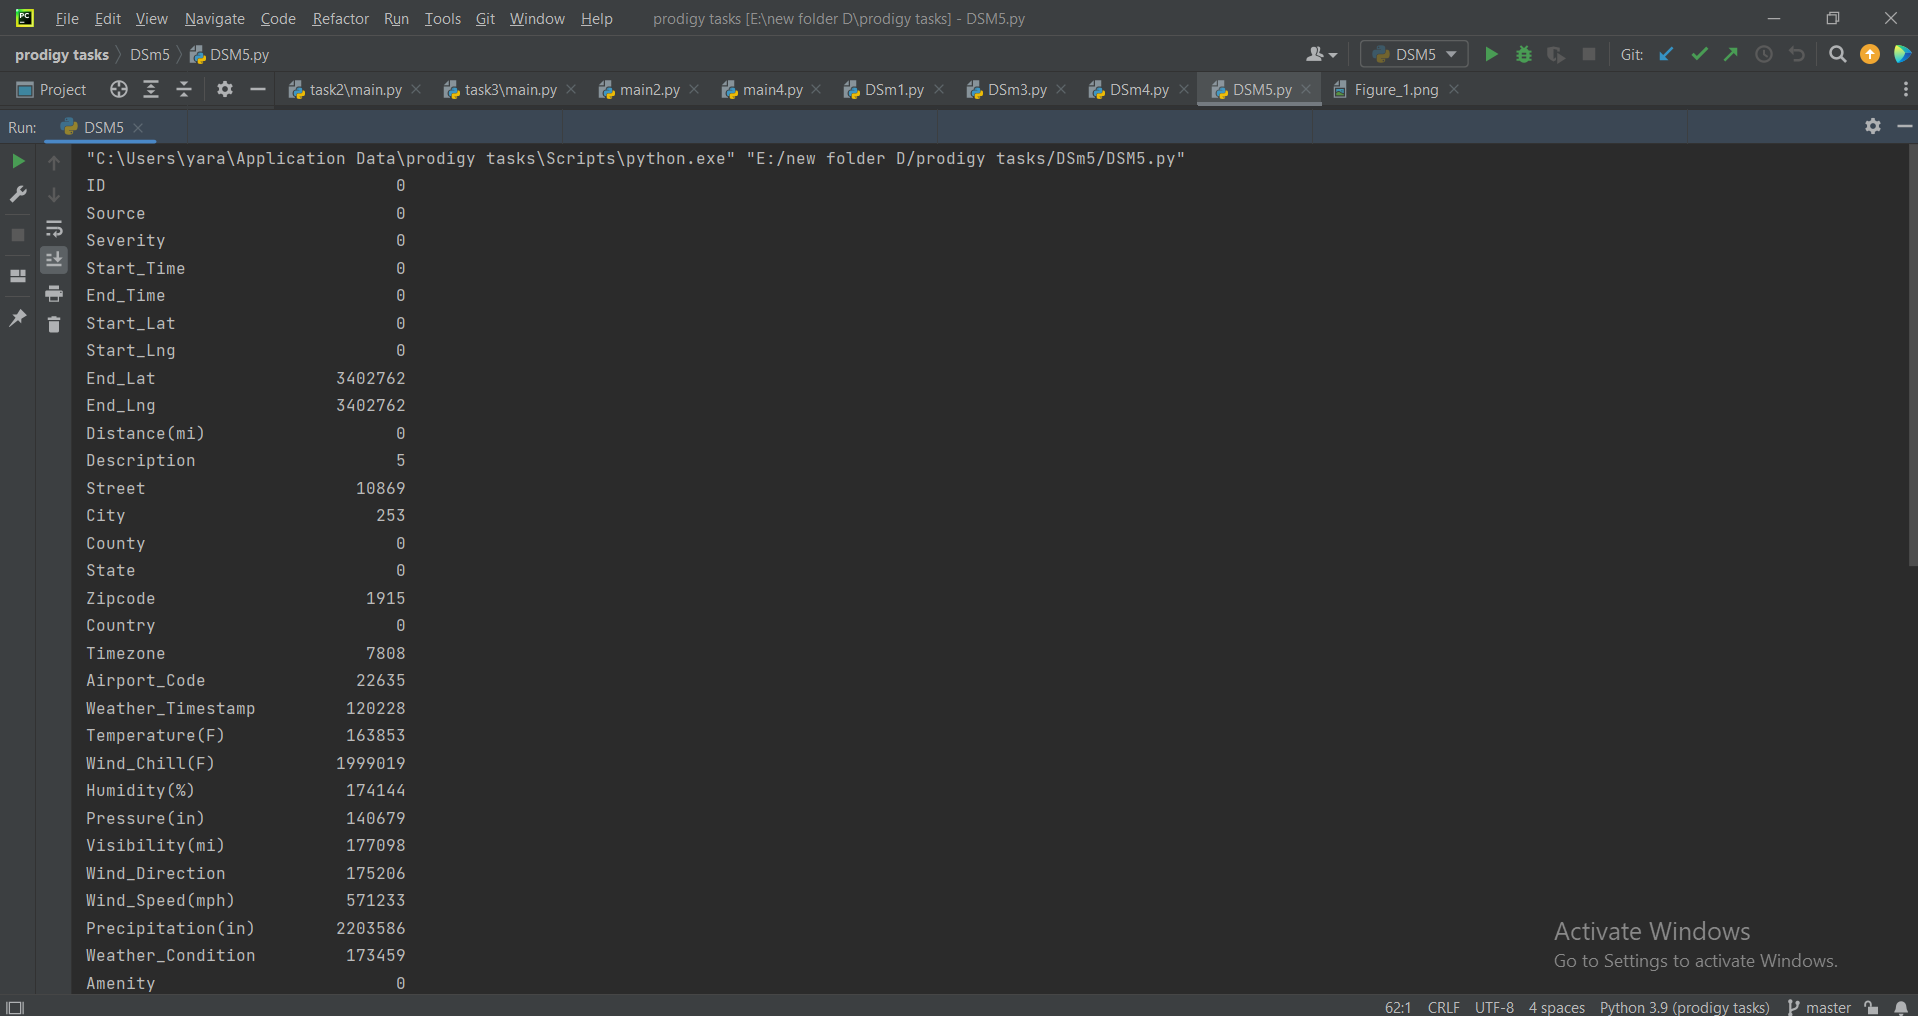 PC File Edit View Navigate Code Refactor Run Tools Git Window Help prodigy tasks [E:\new folder D\prodigy tasks] - DSM5.py
prodigy tasks DSm5 DSM5.py DSM5 Git:
Project task2\main.py task3\main.py main2.py main4.py DSm1.py DSm3.py DSm4.py DSM5.py Figure_1.png
Run: DSM5
"C:\Users\yara\Application Data\prodigy tasks\Scripts\python.exe" "E:/new folder D/prodigy tasks/DSm5/DSM5.py"
ID 0
Source 0
Severity 0
Start_Time 0
End_Time 0
Start_Lat 0
Start_Lng 0
End_Lat 3402762
End_Lng 3402762
Distance(mi) 0
Description 5
Street 10869
City 253
County 0
State 0
Zipcode 1915
Country 0
Timezone 7808
Airport_Code 22635
Weather_Timestamp 120228
Temperature(F) 163853
Wind_Chill(F) 1999019
Humidity(%) 174144
Pressure(in) 140679
Visibility(mi) 177098
Wind_Direction 175206
Wind_Speed(mph) 571233
Precipitation(in) 2203586
Weather_Condition 173459
Amenity 0
Activate Windows
Go to Settings to activate Windows.
62:1 CRLF UTF-8 4 spaces Python 3.9 (prodigy tasks) master